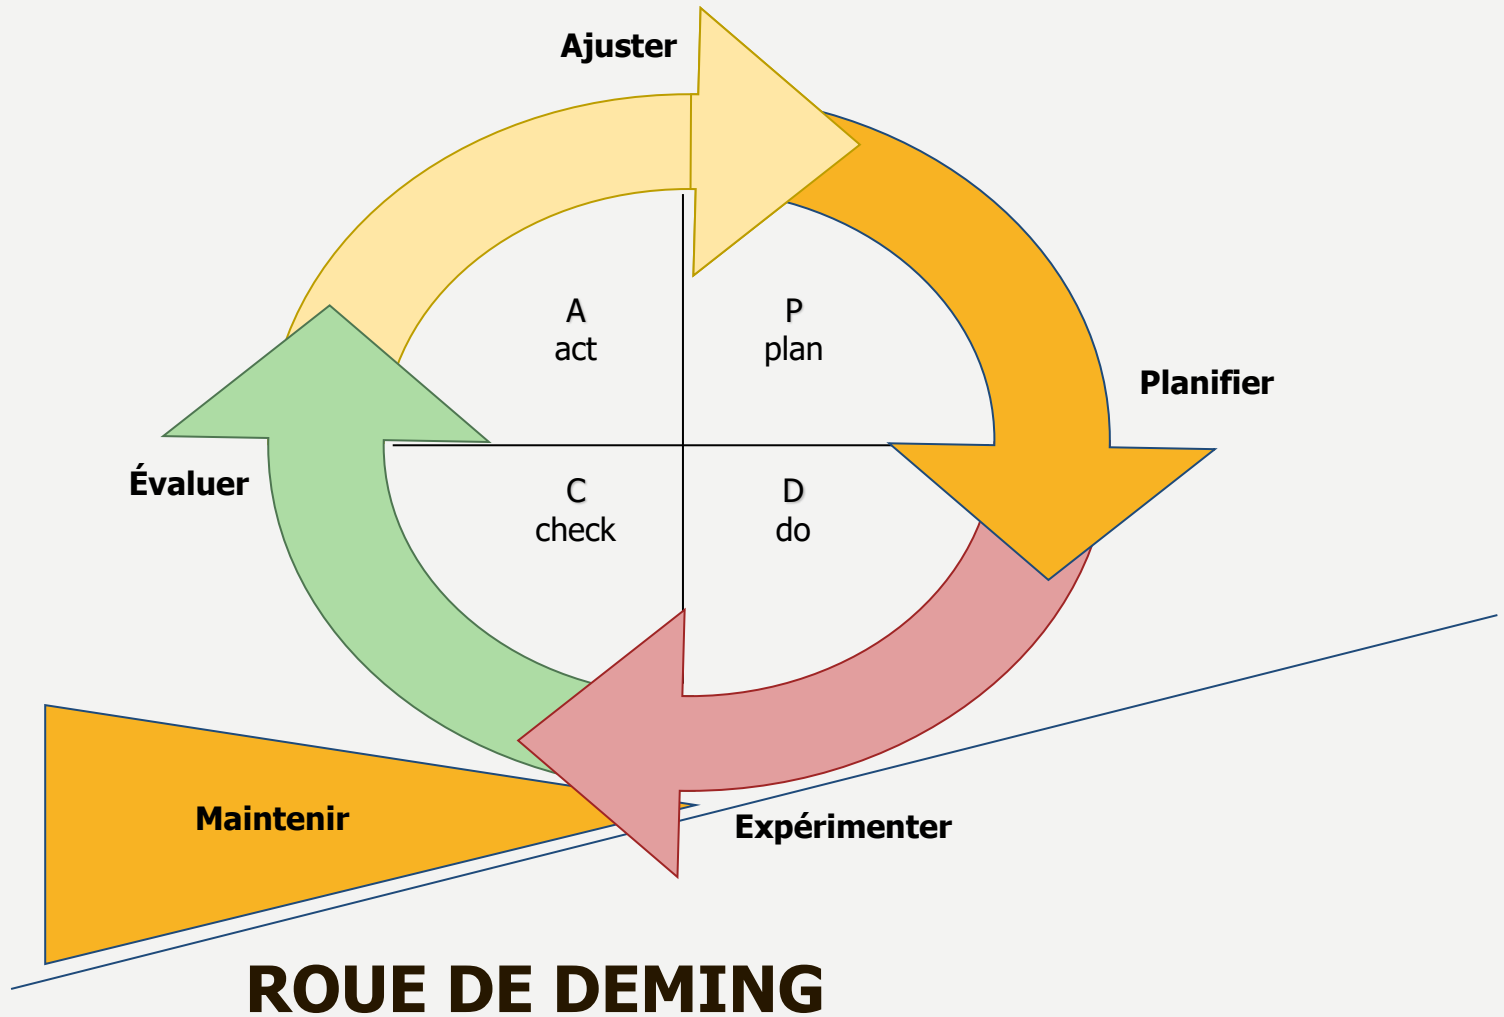 Ajuster
A
act
P
plan
Planifier
Évaluer
C
check
D
do
Maintenir
Expérimenter
ROUE DE DEMING